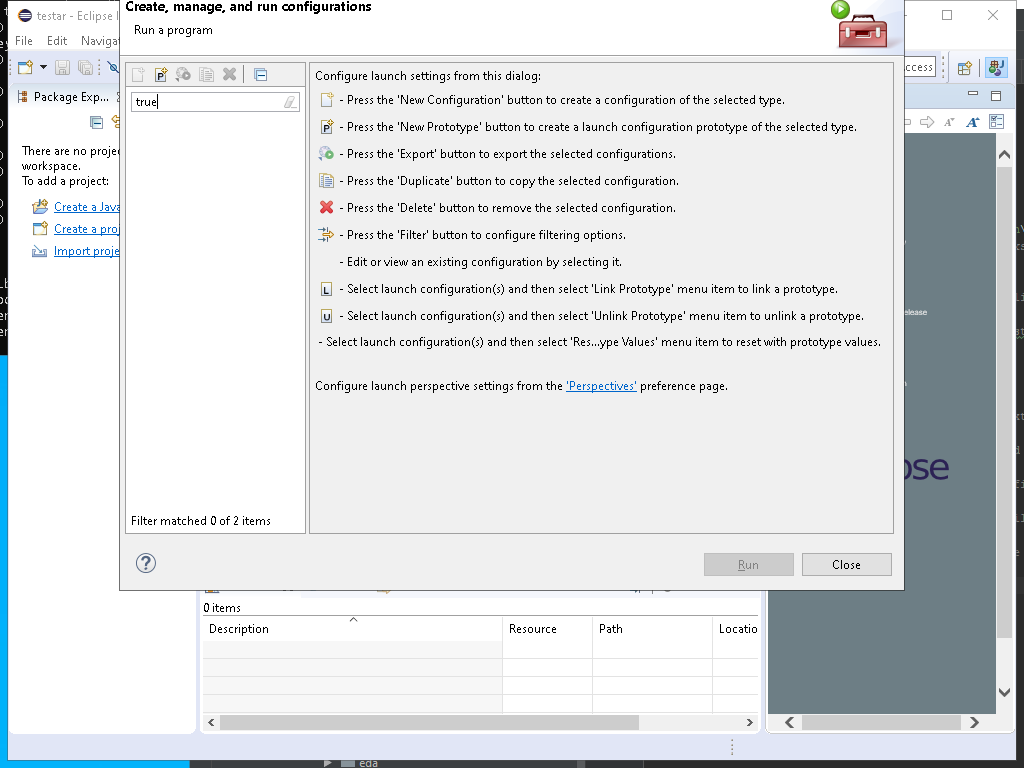 Create, manage, and run configurations
Run a program
testar - Eclipse I
File Edit Navigat
ccess
Package Exp...
There are no proje
workspace.
To add a project:
Create a Java
Create a proj
Import proje
true
Filter matched 0 of 2 items
Configure launch settings from this dialog:
- Press the 'New Configuration' button to create a configuration of the selected type.
- Press the 'New Prototype' button to create a launch configuration prototype of the selected type.
- Press the 'Export' button to export the selected configurations.
- Press the 'Duplicate' button to copy the selected configuration.
- Press the 'Delete' button to remove the selected configuration.
- Press the 'Filter' button to configure filtering options.
- Edit or view an existing configuration by selecting it.
L - Select launch configuration(s) and then select 'Link Prototype' menu item to link a prototype.
U - Select launch configuration(s) and then select 'Unlink Prototype' menu item to unlink a prototype.
- Select launch configuration(s) and then select 'Res...ype Values' menu item to reset with prototype values.
Configure launch perspective settings from the 'Perspectives' preference page.
Run
Close
elease
ose
0 items
Description Resource Path Locatio
eda